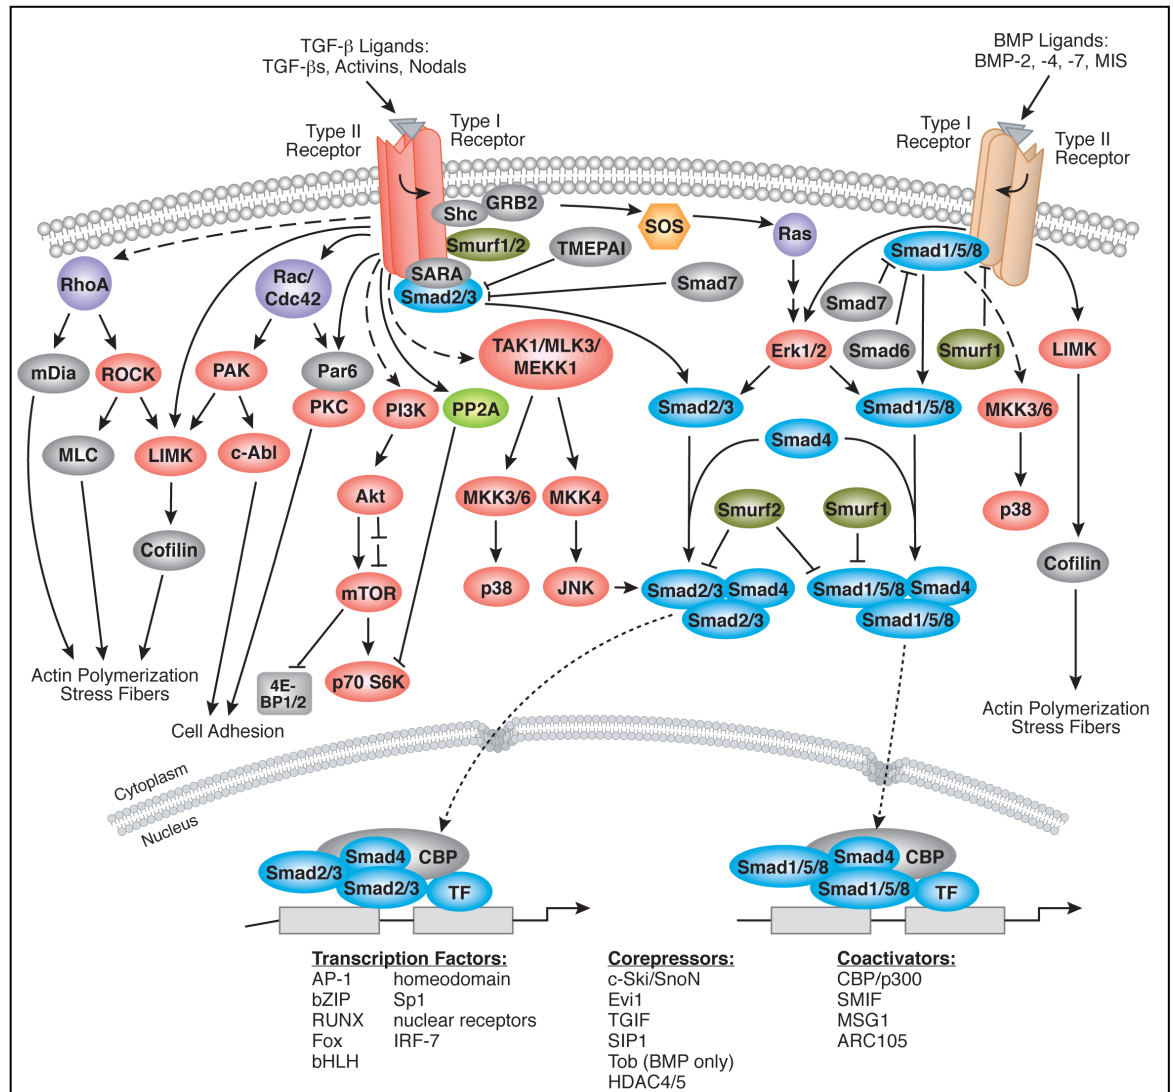 TGF-β Ligands:
TGF-βs, Activins, Nodals
BMP Ligands:
BMP-2, -4, -7, MIS
Type II
Receptor
Type I
Receptor
Type I
Receptor
Type II
Receptor
Shc
GRB2
SOS
Ras
Smurf1/2
TMEPAI
SARA
Smad2/3
Smad7
Smad1/5/8
RhoA
Rac/
Cdc42
Smad7
mDia
ROCK
PAK
Par6
PKC
PI3K
PP2A
TAK1/MLK3/
MEKK1
Erk1/2
Smad6
Smurf1
LIMK
Smad2/3
Smad1/5/8
MKK3/6
MLC
LIMK
c-Abl
Smad4
Akt
MKK3/6
MKK4
Smurf2
Smurf1
p38
Cofilin
mTOR
p38
JNK
Smad2/3
Smad4
Smad2/3
Smad1/5/8
Smad4
Smad1/5/8
Cofilin
4E-
BP1/2
p70 S6K
Actin Polymerization
Stress Fibers
Cell Adhesion
Actin Polymerization
Stress Fibers
Cytoplasm
Nucleus
Smad2/3
Smad4
CBP
Smad2/3
TF
Smad1/5/8
Smad4
CBP
Smad1/5/8
TF
Transcription Factors:
AP-1 homeodomain
bZIP Sp1
RUNX nuclear receptors
Fox IRF-7
bHLH
Corepressors:
c-Ski/SnoN
Evi1
TGIF
SIP1
Tob (BMP only)
HDAC4/5
Coactivators:
CBP/p300
SMIF
MSG1
ARC105